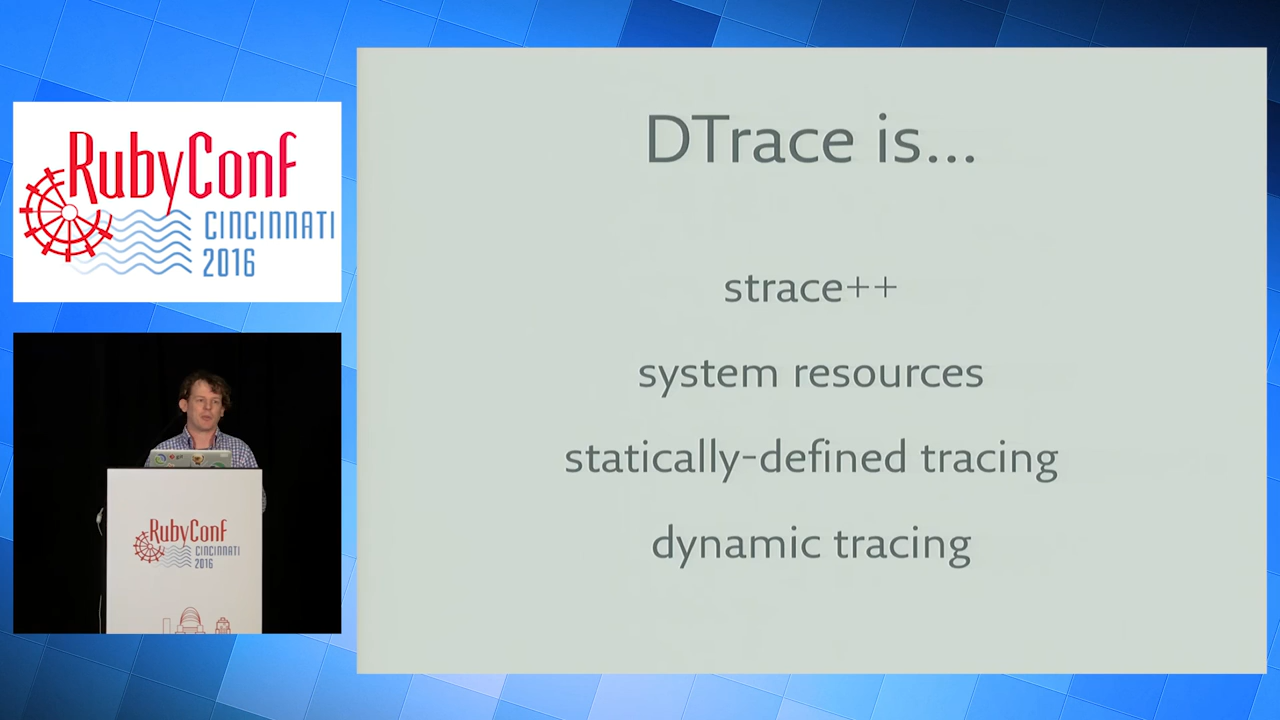 RubyConf
CINCINNATI
2016
DTrace is...
strace++
system resources
statically-defined tracing
dynamic tracing
RubyConf
CINCINNATI
2016